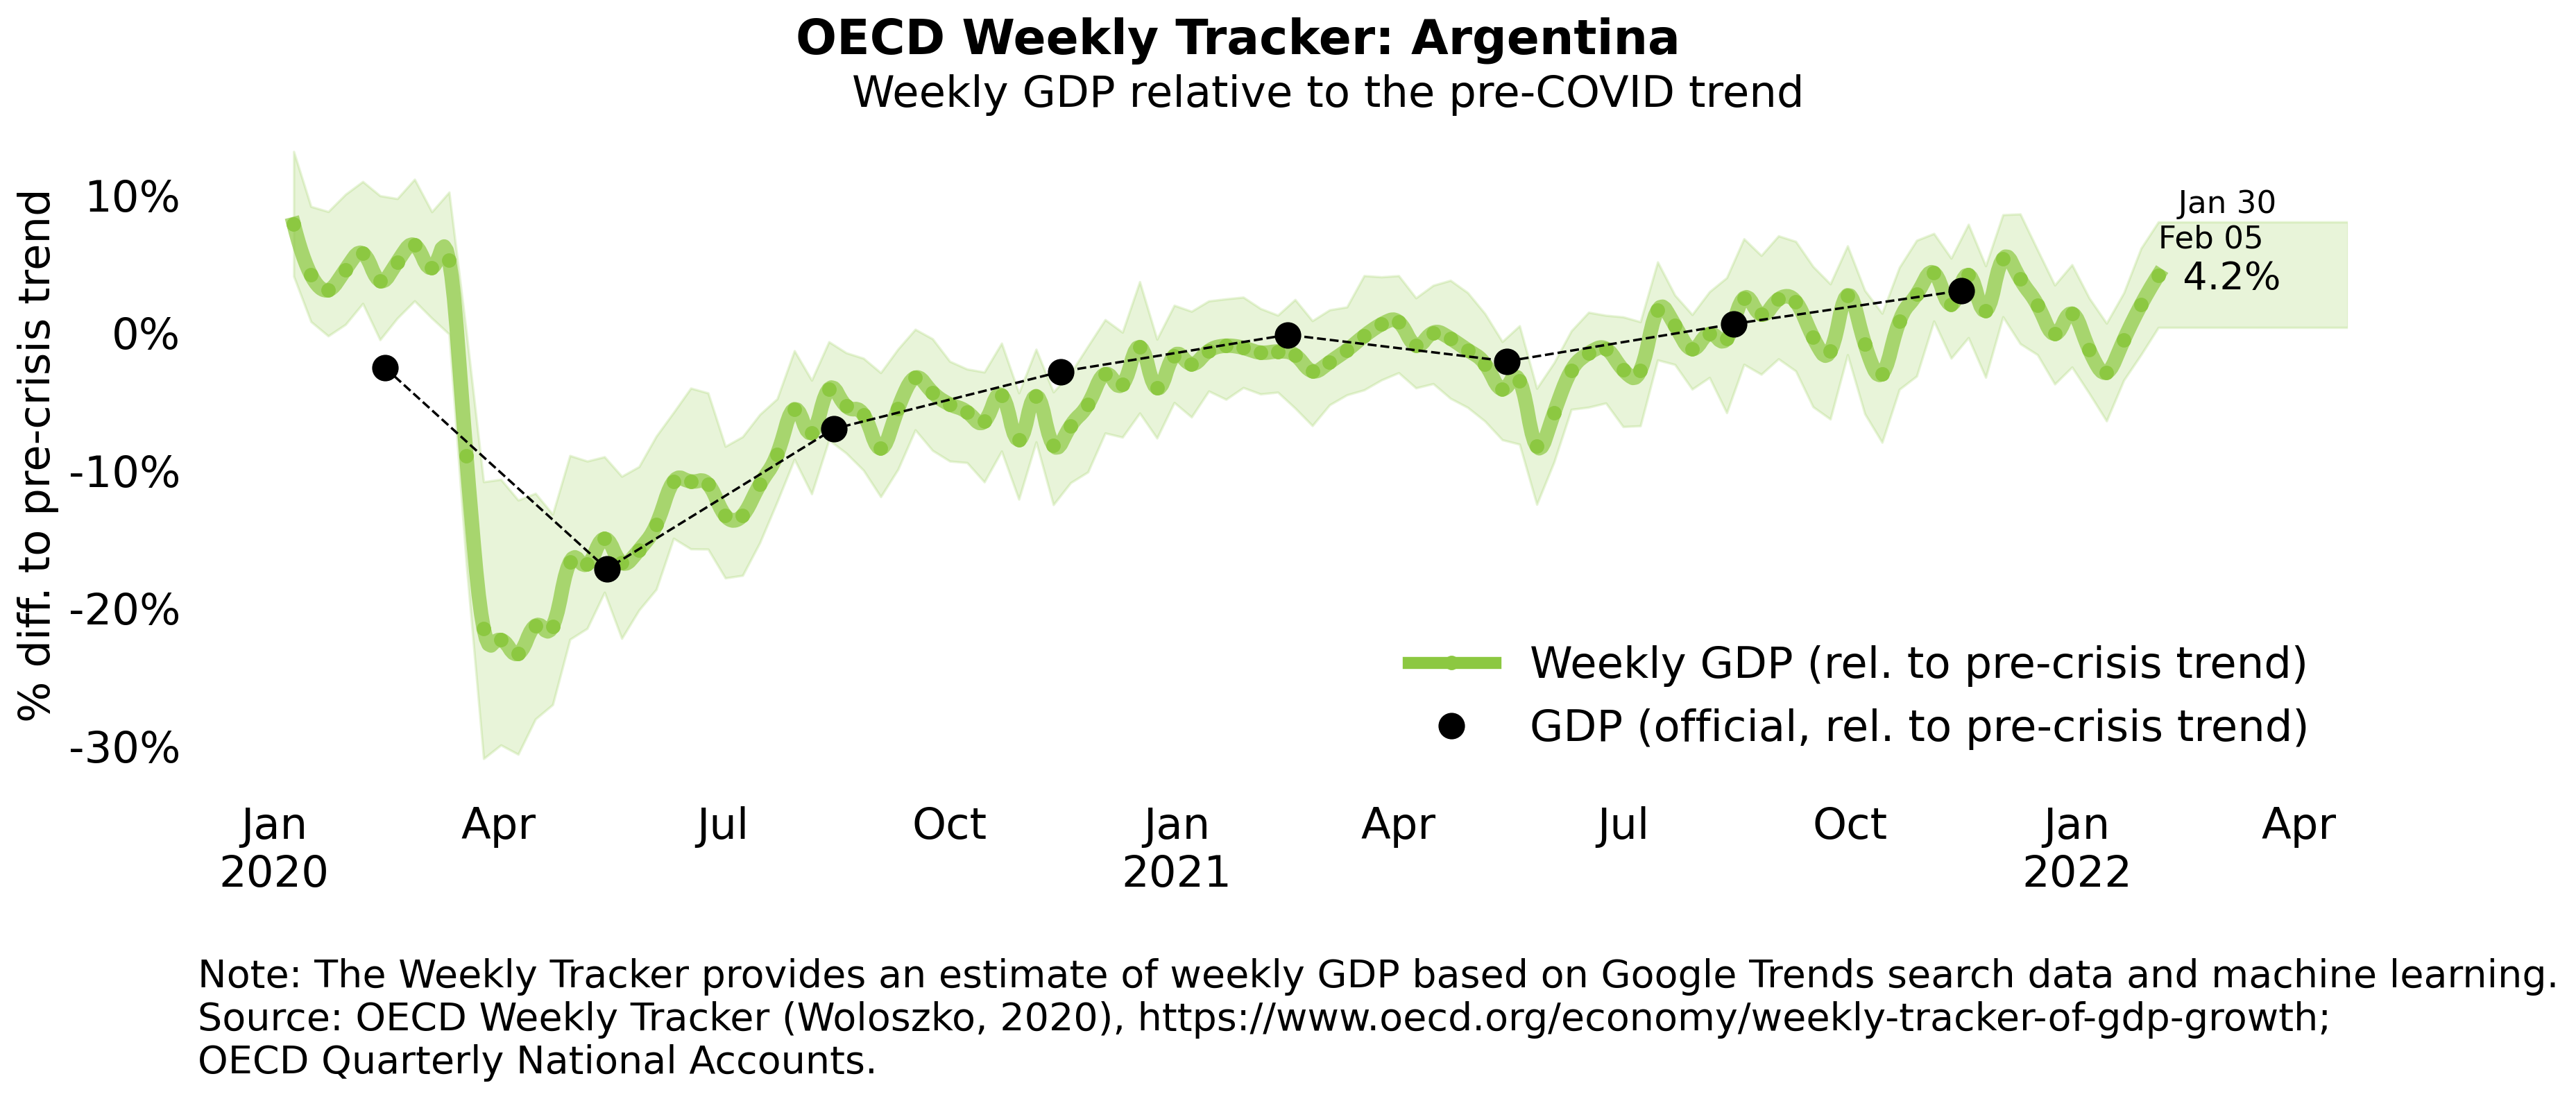 OECD Weekly Tracker: Argentina
Weekly GDP relative to the pre-COVID trend
% diff. to pre-crisis trend
10%
0%
-10%
-20%
-30%
Jan 30
Feb 05
4.2%
Weekly GDP (rel. to pre-crisis trend)
GDP (official, rel. to pre-crisis trend)
Jan Apr Jul Oct Jan Apr Jul Oct Jan Apr
2020 2021 2022
Note: The Weekly Tracker provides an estimate of weekly GDP based on Google Trends search data and machine learning.
Source: OECD Weekly Tracker (Woloszko, 2020), https://www.oecd.org/economy/weekly-tracker-of-gdp-growth;
OECD Quarterly National Accounts.